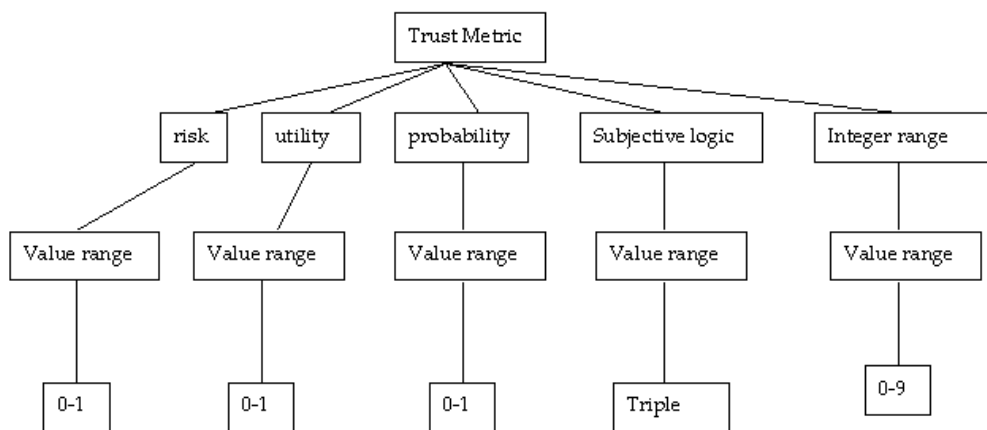 Trust Metric
risk
utility
probability
Subjective logic
Integer range
Value range
Value range
Value range
Value range
Value range
0-1
0-1
0-1
Triple
0-9